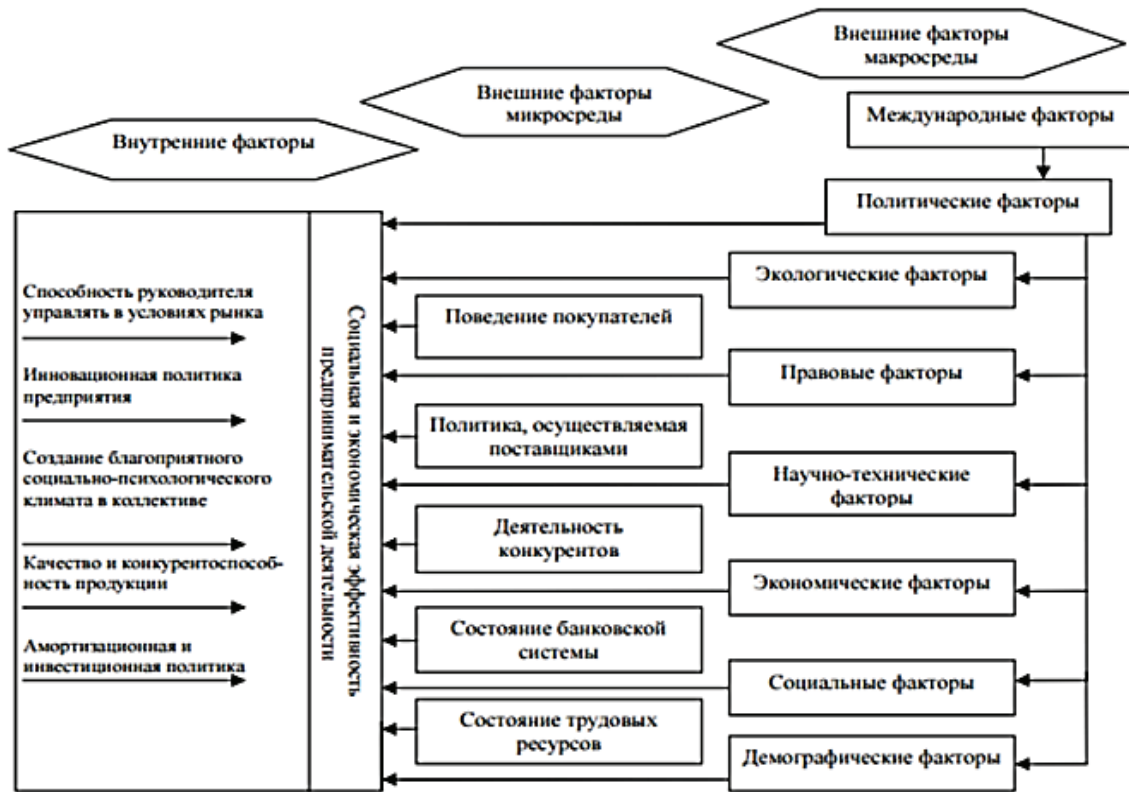 Внешние факторы
макросреды
Внешние факторы
микросреды
Внутренние факторы
Международные факторы
Политические факторы
Способность руководителя
управлять в условиях рынка
Инновационная политика
предприятия
Создание благоприятного
социально-психологического
климата в коллективе
Качество и конкурентоспособ-
ность продукции
Амортизационная и
инвестиционная политика
Социальная и экономическая эффективность
предпринимательской деятельности
Поведение покупателей
Политика, осуществляемая
поставщиками
Деятельность
конкурентов
Состояние банковской
системы
Состояние трудовых
ресурсов
Экологические факторы
Правовые факторы
Научно-технические
факторы
Экономические факторы
Социальные факторы
Демографические факторы